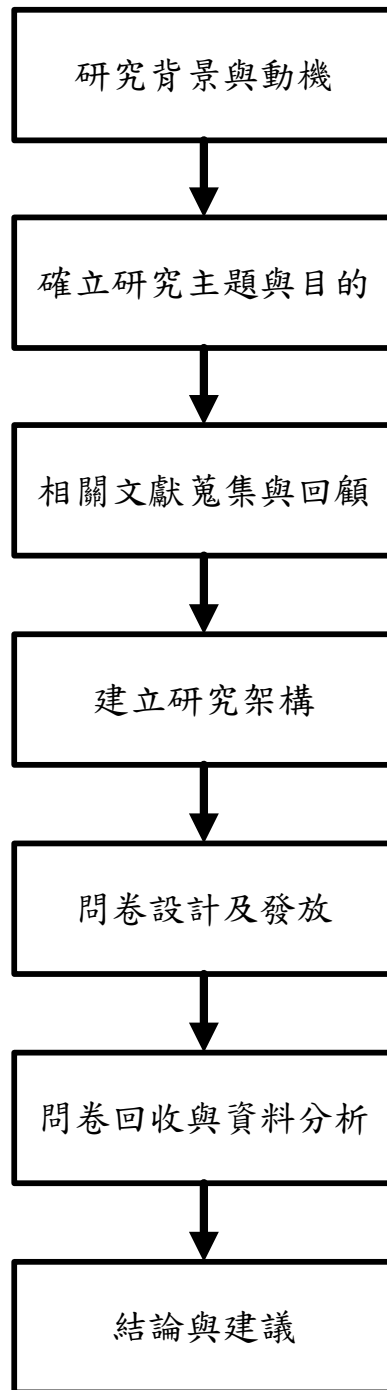 研究背景與動機
確立研究主題與目的
相關文獻蒐集與回顧
建立研究架構
問卷設計及發放
問卷回收與資料分析
結論與建議